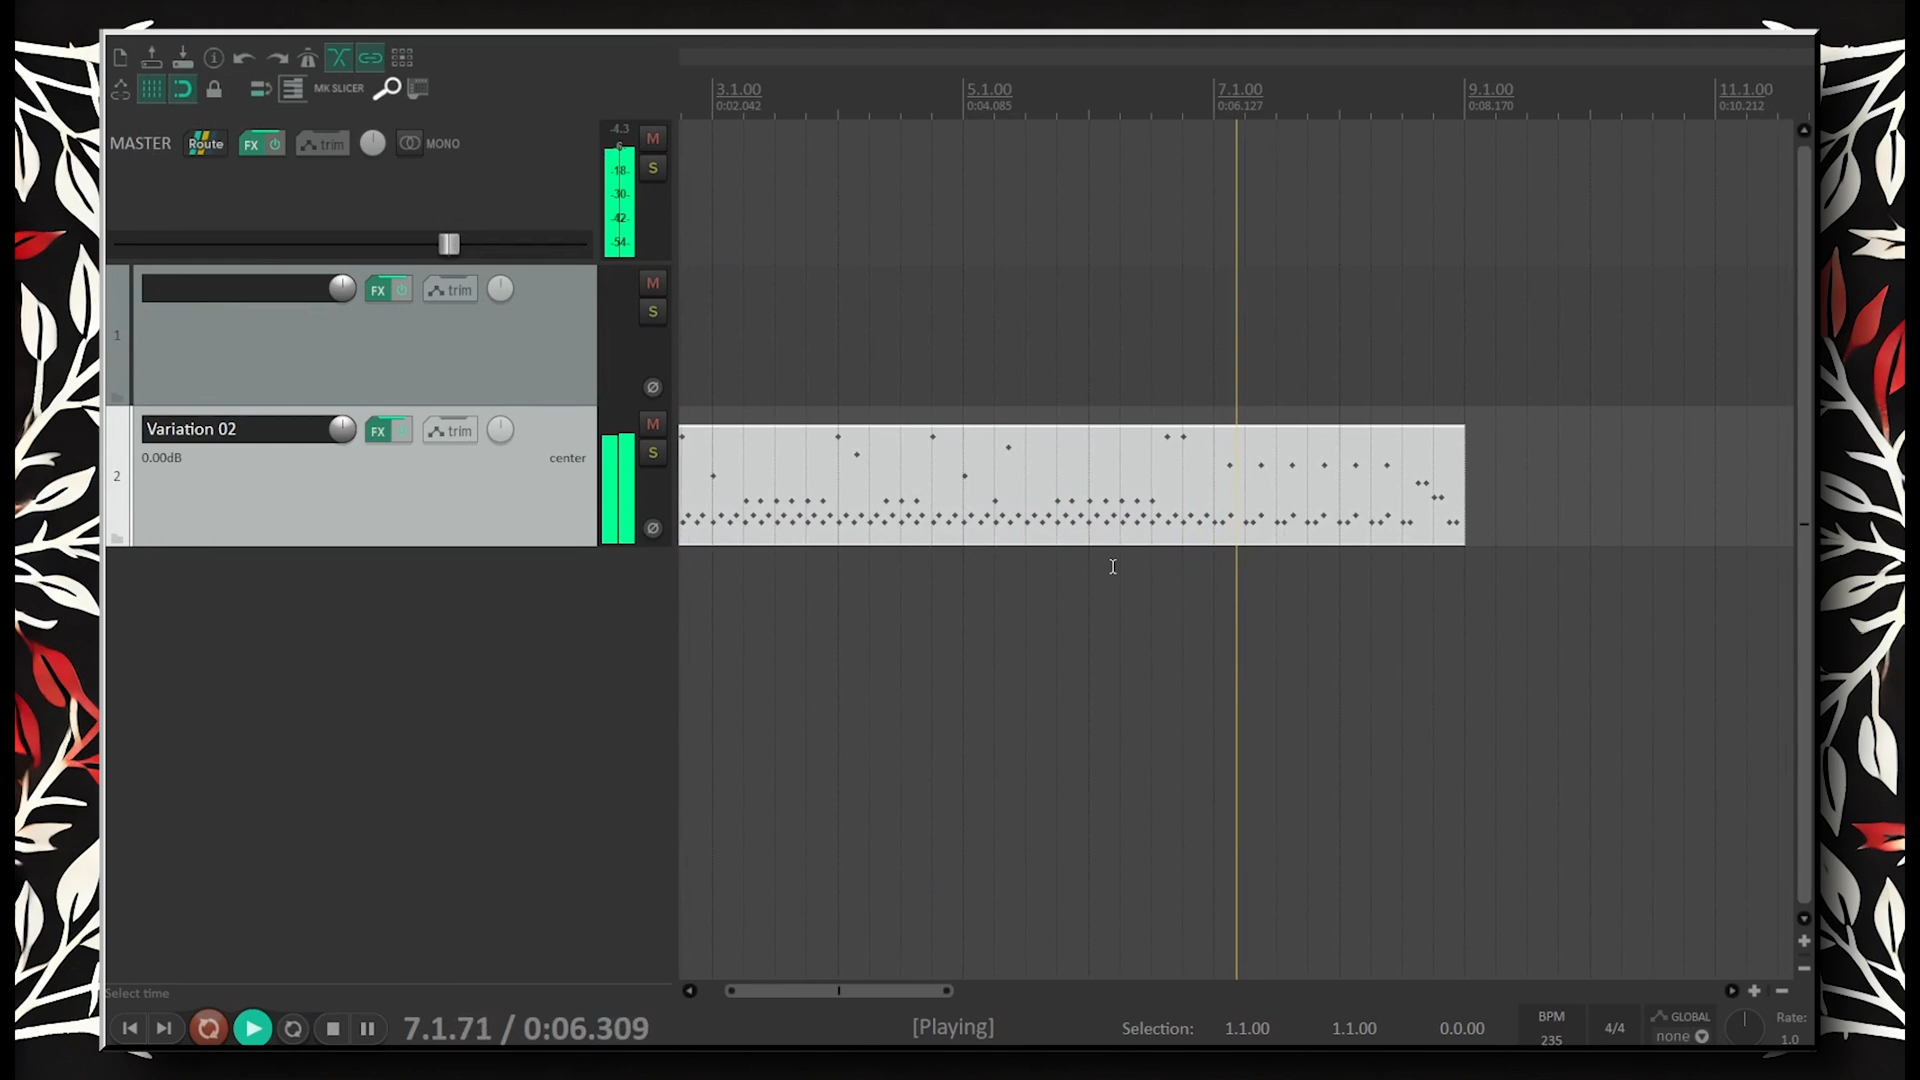 MK SLICER
3.1.00 5.1.00 7.1.00 9.1.00 11.1.00
0:02.042 0:04.085 0:06.127 0:08.170 0:10.212
MASTER Route FX trim MONO
-4.3 M
-6-
-18- S
-30-
-42-
-54-
FX trim M
S
1
Variation 02 FX trim M
0.00dB center S
2
Select time
7.1.71 / 0:06.309 [Playing] Selection: 1.1.00 1.1.00 0.0.00 BPM 235 4/4 GLOBAL none Rate: 1.0